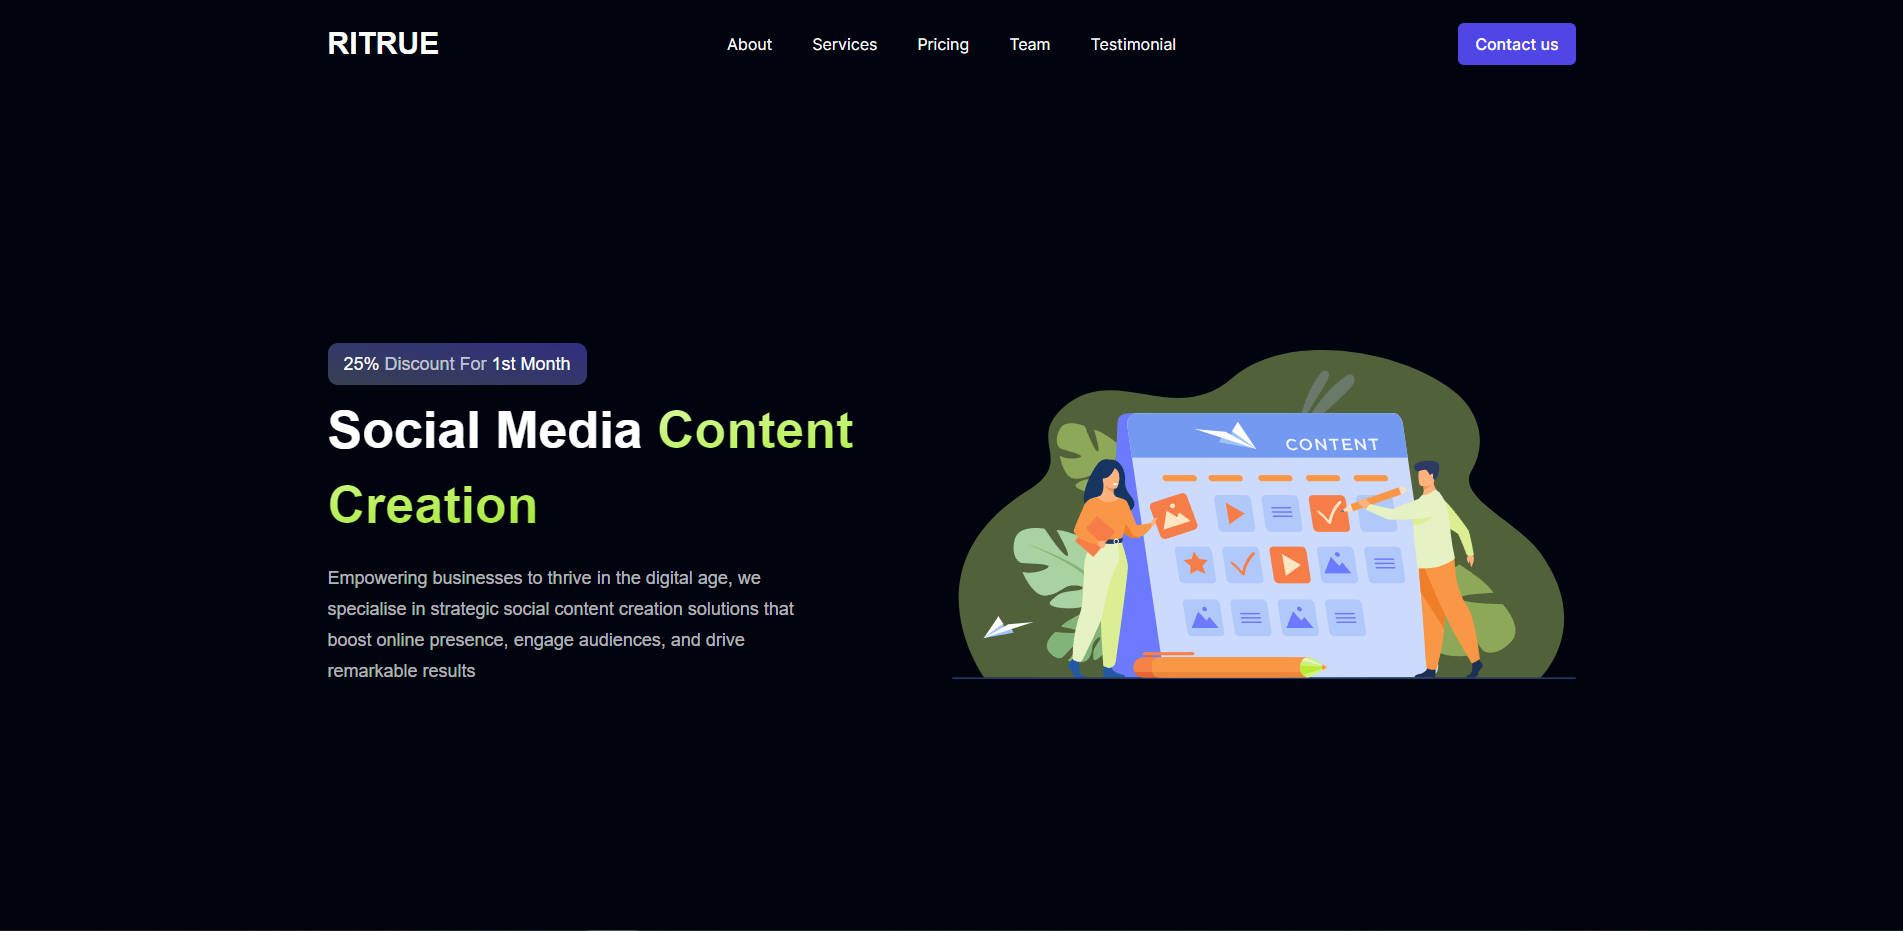 RITRUE
About
Services
Pricing
Team
Testimonial
Contact us
25% Discount For 1st Month
Social Media Content
Creation
Empowering businesses to thrive in the digital age, we
specialise in strategic social content creation solutions that
boost online presence, engage audiences, and drive
remarkable results
CONTENT